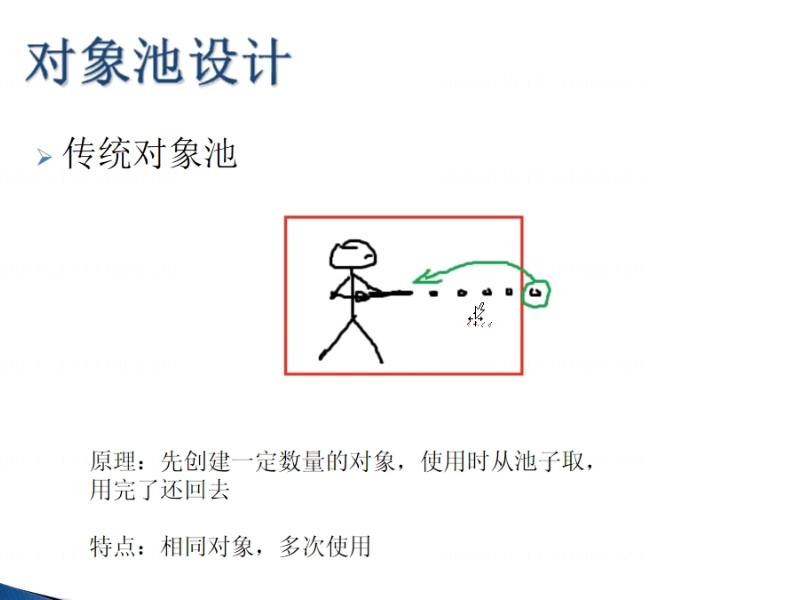 对象池设计
传统对象池
原理：先创建一定数量的对象，使用时从池子取，
用完了还回去
特点：相同对象，多次使用